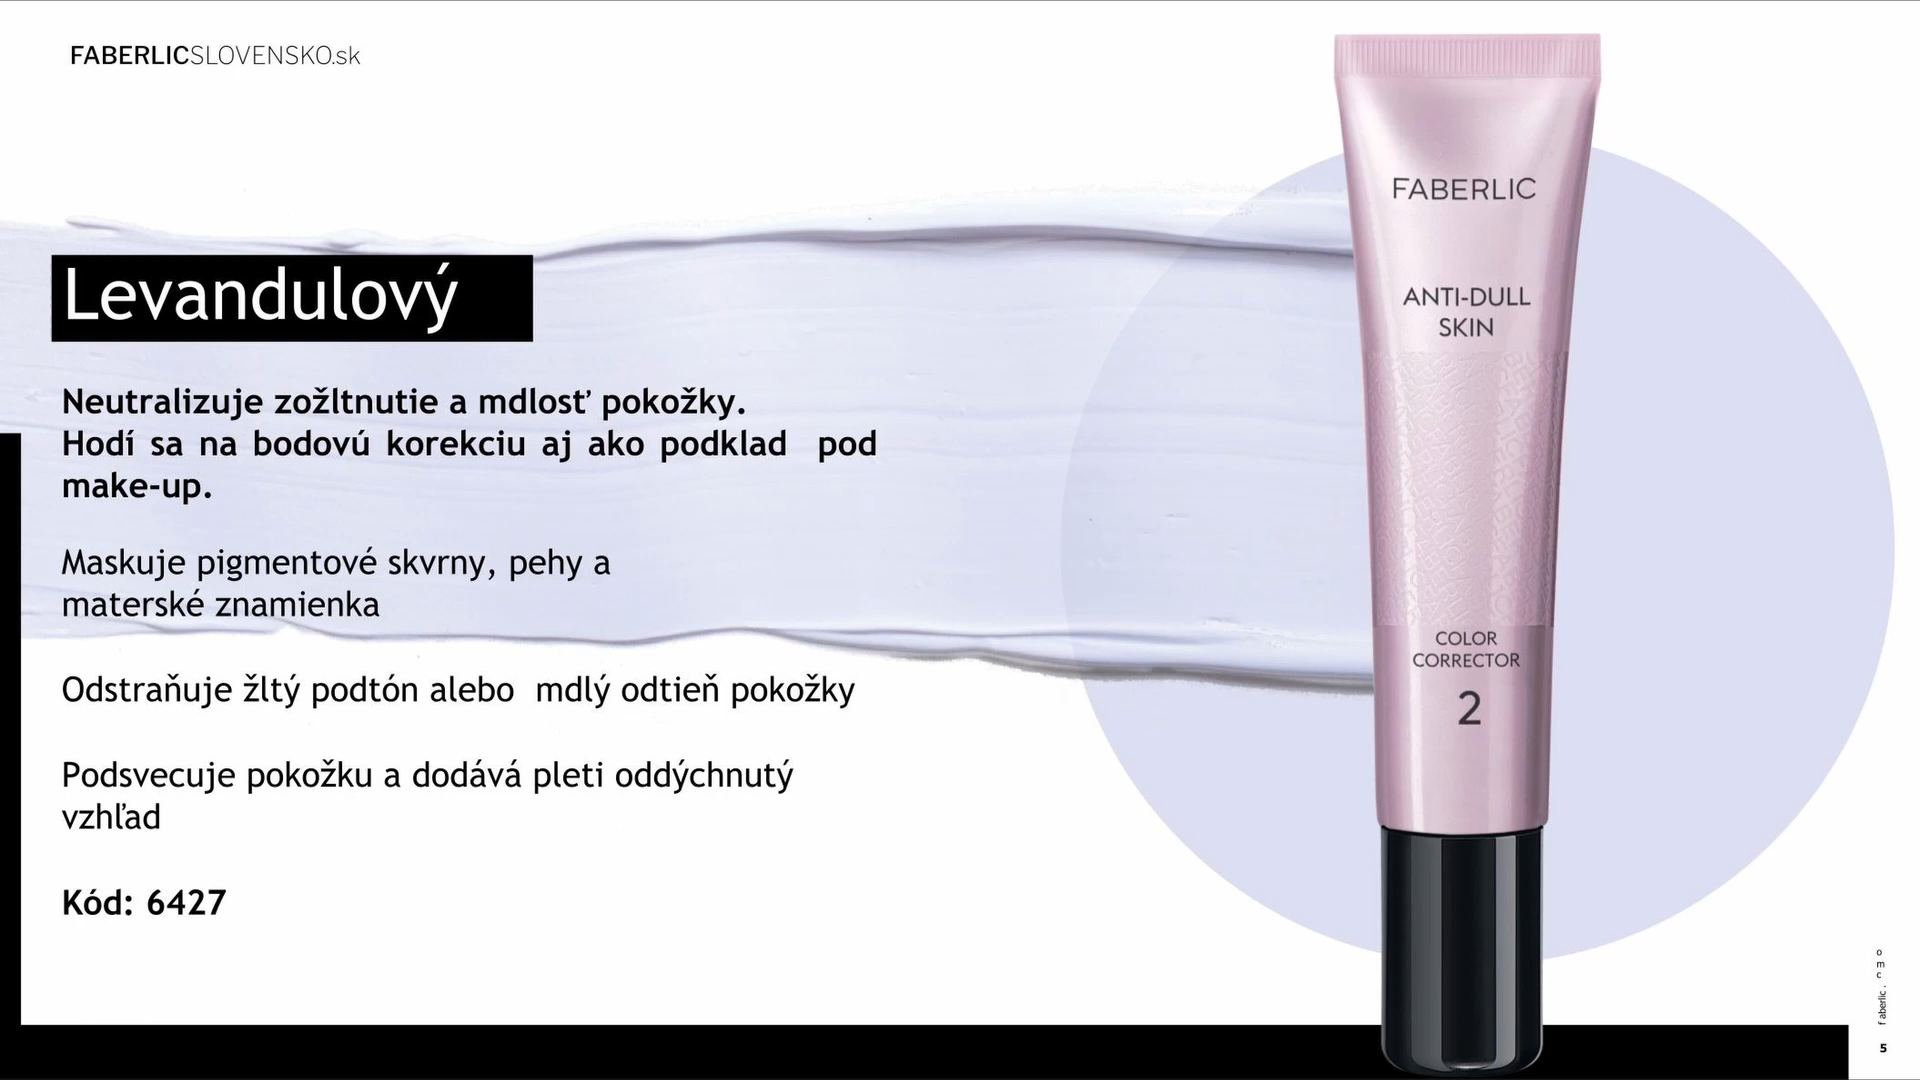 FABERLICSLOVENSKO.sk
Levandulový
Neutralizuje zožltnutie a mdlosť pokožky.
Hodí sa na bodovú korekciu aj ako podklad pod
make-up.
Maskuje pigmentové skvrny, pehy a
materské znamienka
Odstraňuje žltý podtón alebo mdlý odtieň pokožky
Podsvecuje pokožku a dodává pleti oddýchnutý
vzhľad
Kód: 6427
FABERLIC
ANTI-DULL
SKIN
COLOR
CORRECTOR
2
faberlic.
c
m
o
5